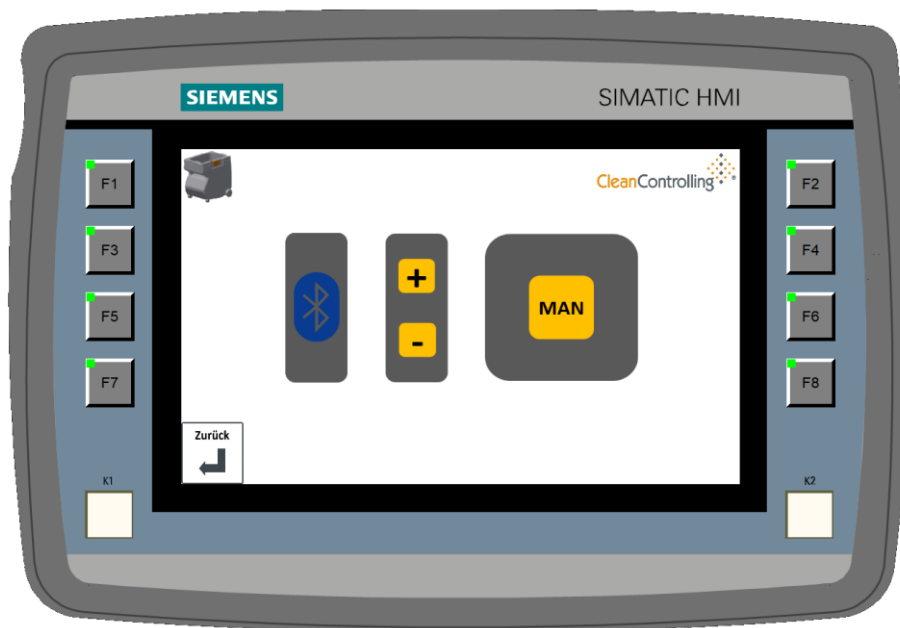 SIEMENS
SIMATIC HMI
CleanControlling
F1
F2
F3
F4
F5
F6
F7
F8
+
-
MAN
Zurück
K1
K2